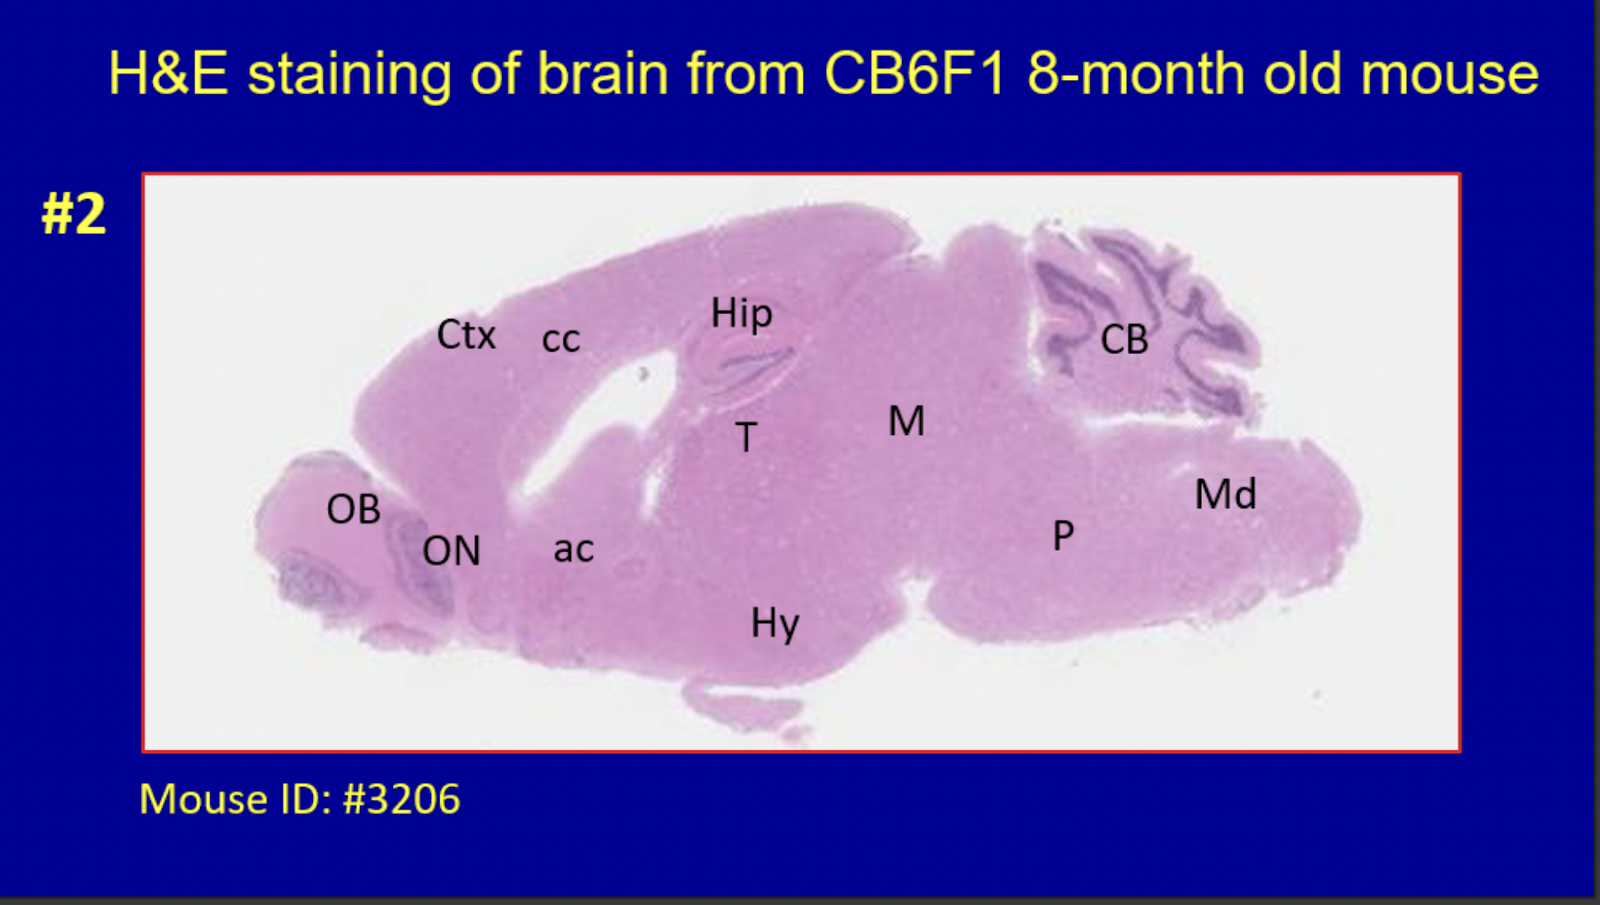 H&E staining of brain from CB6F1 8-month old mouse
#2
Hip
Ctx cc
CB
M
T
Md
OB
P
ON ac
Hy
Mouse ID: #3206